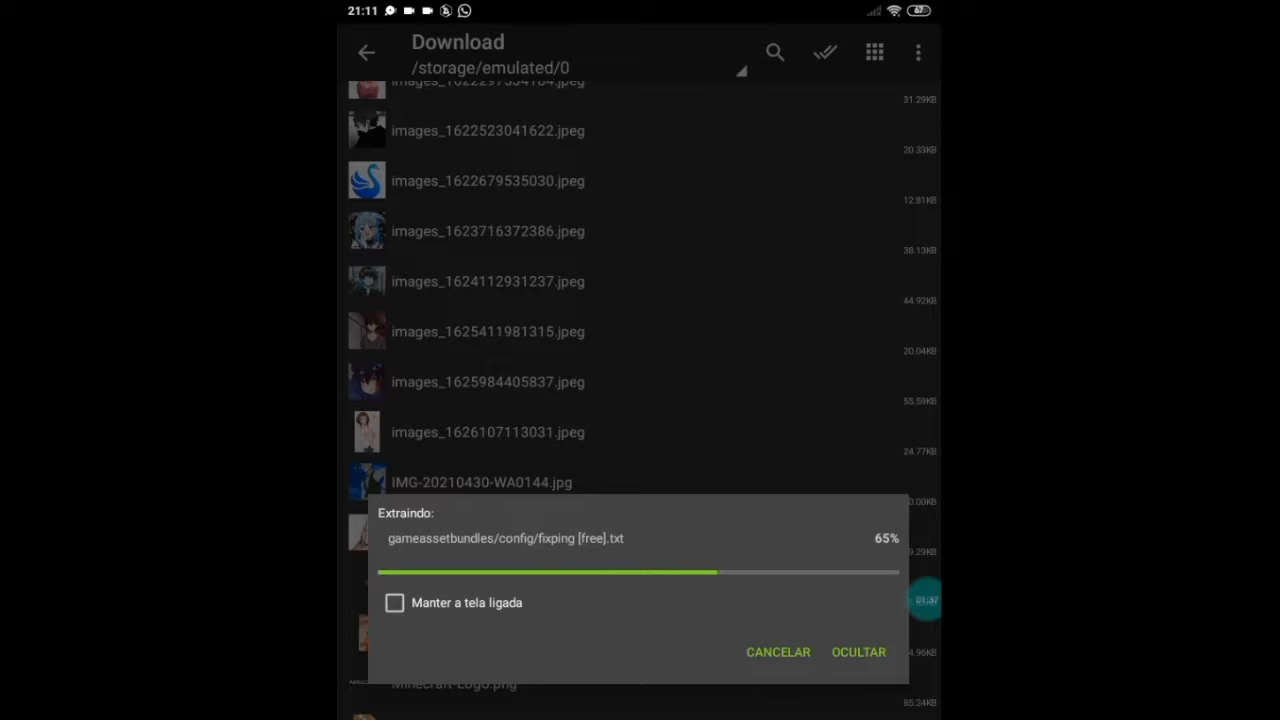 21:11
67
Download
/storage/emulated/0
31.29KB
images_1622523041622.jpeg
20.33KB
images_1622679535030.jpeg
12.81KB
images_1623716372386.jpeg
38.13KB
images_1624112931237.jpeg
44.92KB
images_1625411981315.jpeg
20.04KB
images_1625984405837.jpeg
55.59KB
images_1626107113031.jpeg
24.77KB
IMG-20210430-WA0144.jpg
Extraindo:
gameassetbundles/config/fixping [free].txt
65%
Manter a tela ligada
01:37
CANCELAR
OCULTAR
Minecraft-Logo.png
85.24KB